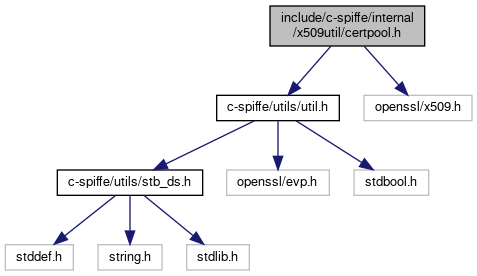 include/c-spiffe/internal
/x509util/certpool.h
c-spiffe/utils/util.h
openssl/x509.h
c-spiffe/utils/stb_ds.h
openssl/evp.h
stdbool.h
stddef.h
string.h
stdlib.h